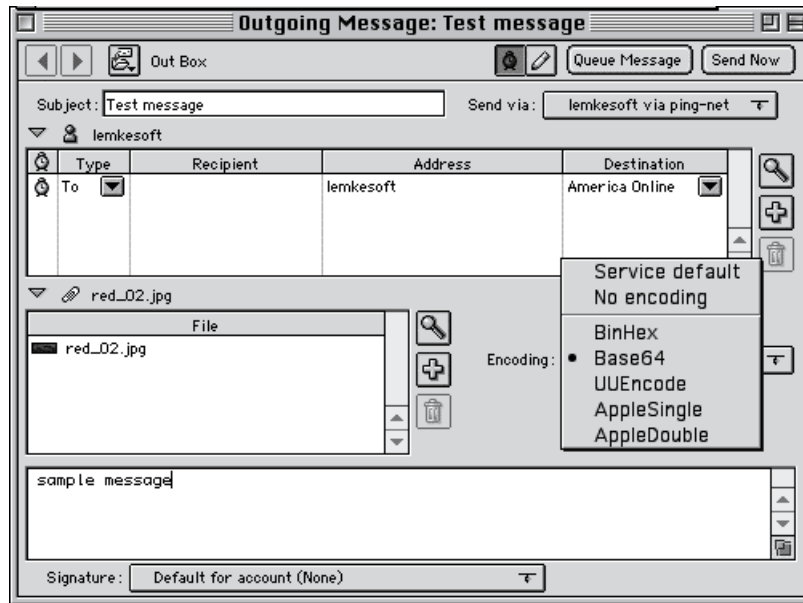 Outgoing Message: Test message
Out Box
Queue Message
Send Now
Subject: Test message
Send via: lemkesoft via ping-net
lemkesoft
Type Recipient Address Destination
To lemkesoft America Online
red_02.jpg
File
red_02.jpg
Encoding:
Service default
No encoding
BinHex
Base64
UUEncode
AppleSingle
AppleDouble
sample message
Signature: Default for account (None)